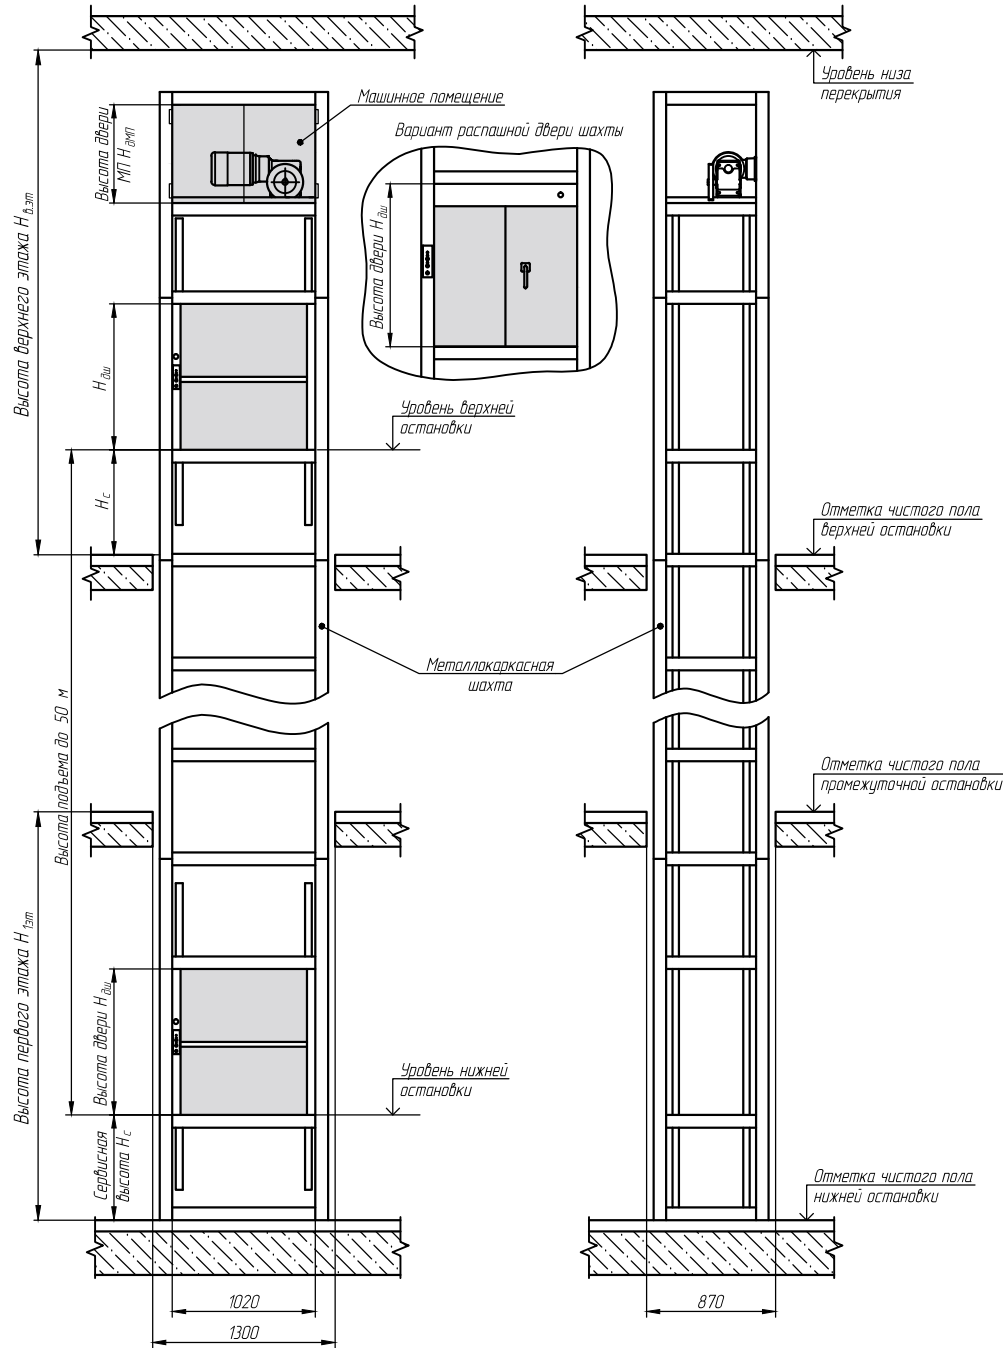 Уровень низа
перекрытия
Машинное помещение
Вариант распашной двери шахты
Высота двери
МП Hдмп
Высота двери Hдш
Высота верхнего этажа Hв.эт
Hдш
Уровень верхней
остановки
Hс
Отметка чистого пола
верхней остановки
Металлокаркасная
шахта
Высота подъема до 50 м
Отметка чистого пола
промежуточной остановки
Высота первого этажа H1эт
Высота двери Hдш
Уровень нижней
остановки
Сервисная
высота Hс
Отметка чистого пола
нижней остановки
1020
870
1300